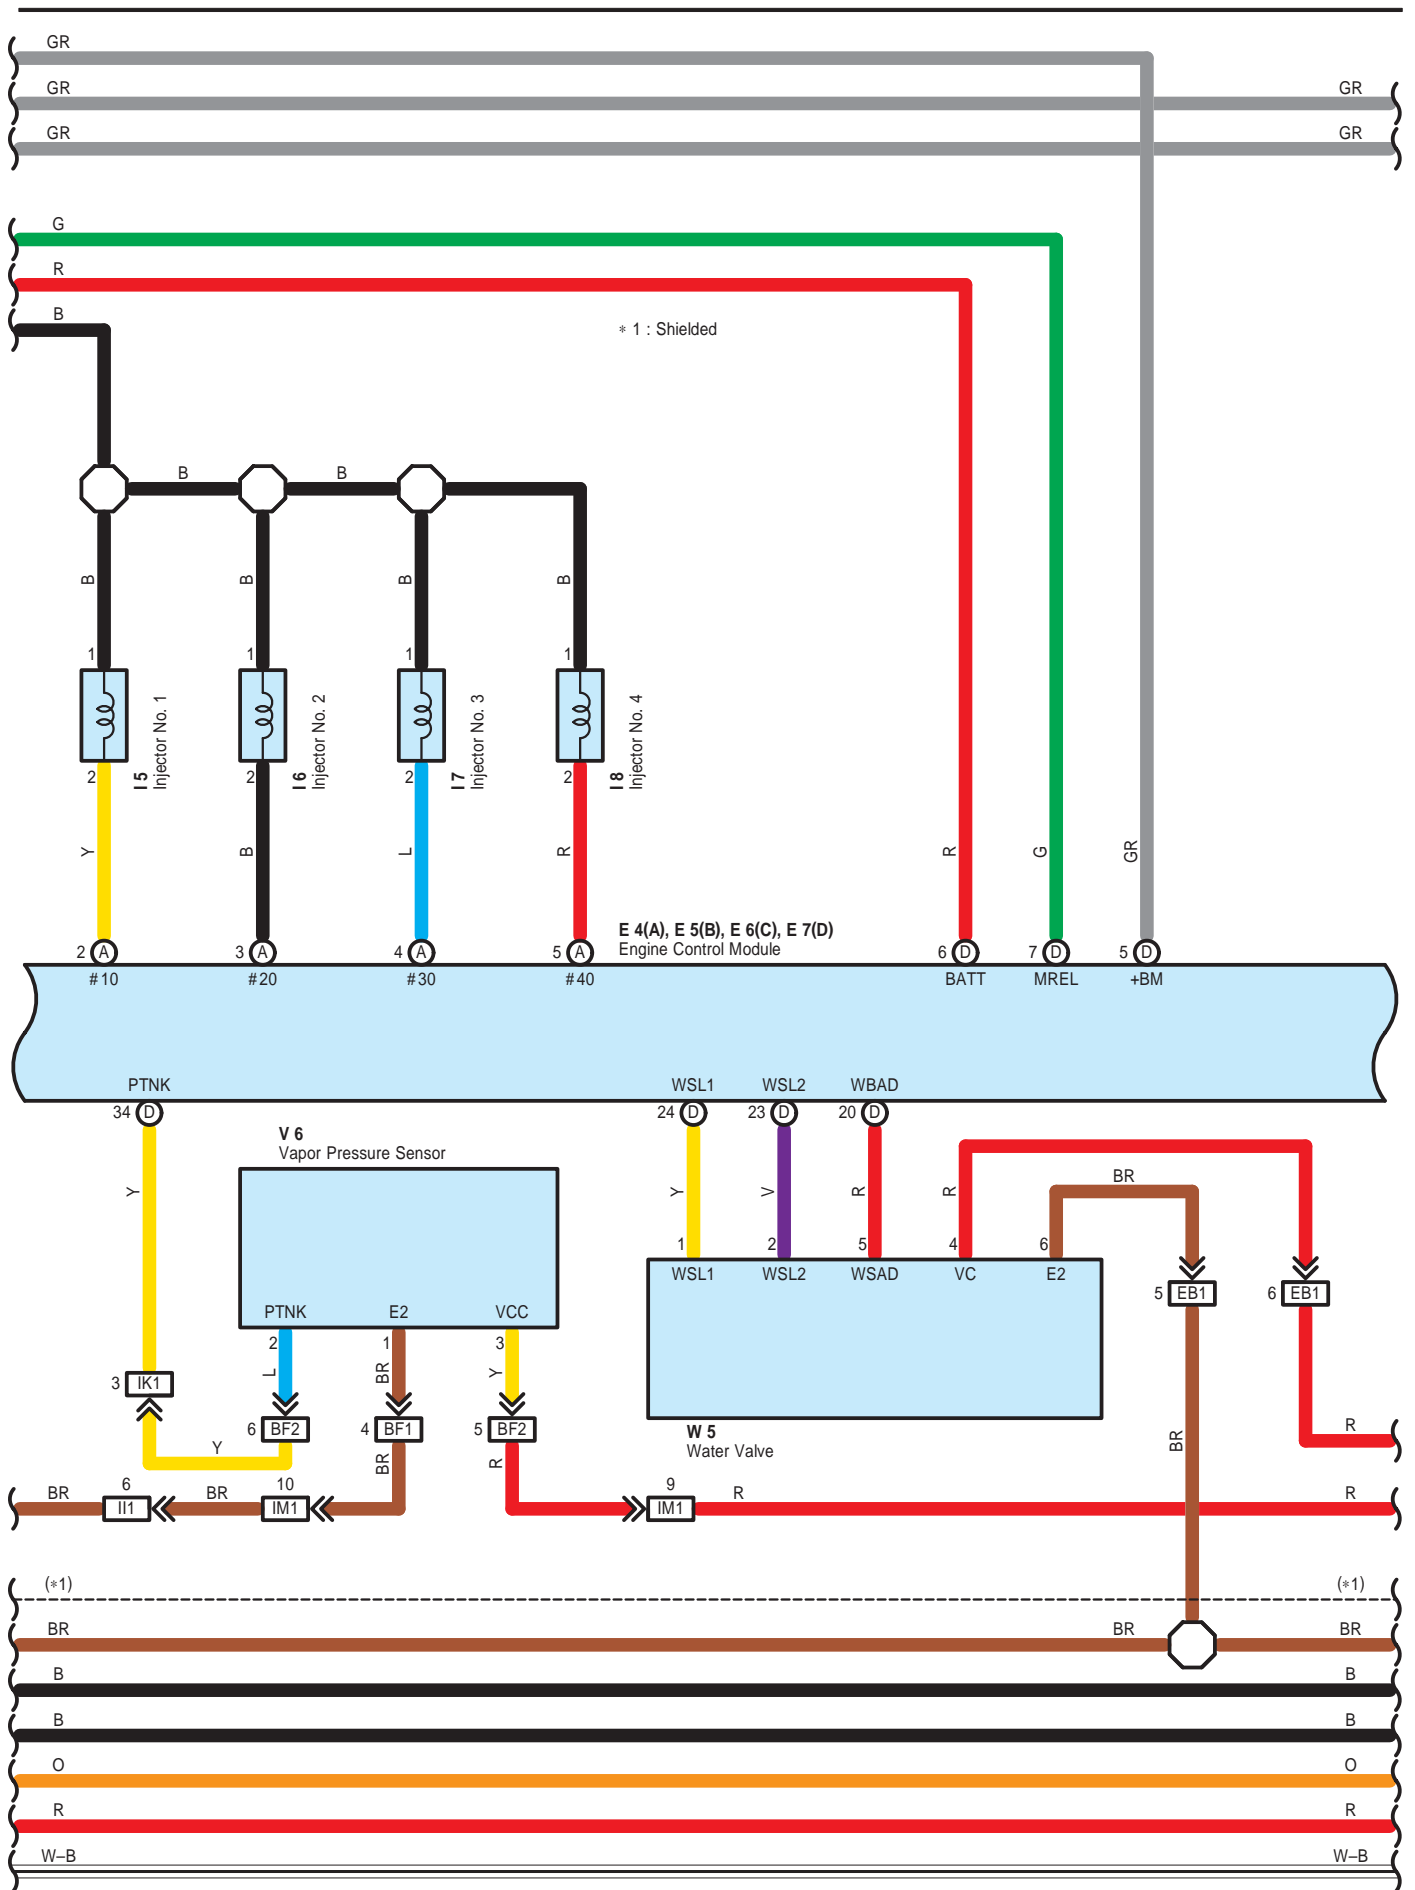 GR
GR GR
GR GR
G
R
B
* 1 : Shielded
B B
B B B B
1 1 1 1
I 5
Injector No. 1
I 6
Injector No. 2
I 7
Injector No. 3
I 8
Injector No. 4
2 2 2 2
Y B L R R G GR
E 4(A), E 5(B), E 6(C), E 7(D)
Engine Control Module
2 A 3 A 4 A 5 A 6 D 7 D 5 D
#10 #20 #30 #40 BATT MREL +BM
PTNK WSL1 WSL2 WBAD
34 D 24 D 23 D 20 D
V 6
Vapor Pressure Sensor
Y Y V R R BR
1 2 5 4 6
WSL1 WSL2 WSAD VC E2
5 EB1 6 EB1
PTNK E2 VCC
2 1 3
L BR Y
3 IK1
6 BF2 4 BF1 5 BF2
W 5
Water Valve
R
Y BR R BR
6 10 9
BR II1 BR IM1 IM1 R R
(*1) (*1)
BR BR BR
B B
B B
O O
R R
W–B W–B